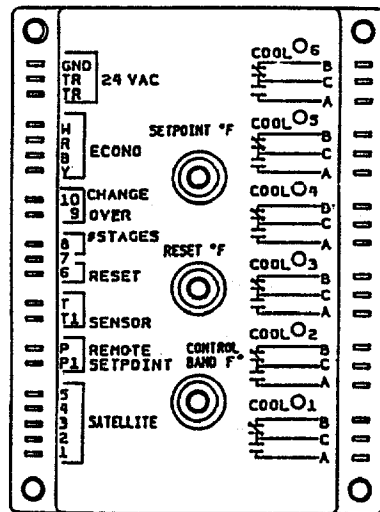 GND
TR 24 VAC
TR
W
R ECONO
B
Y
10 CHANGE
9 OVER
8 #STAGES
7
6 RESET
T
T1 SENSOR
P REMOTE
P1 SETPOINT
5
4
3 SATELLITE
2
1
SETPOINT °F
RESET °F
CONTROL
BAND F°
COOL 6
B
C
A
COOL 5
B
C
A
COOL 4
D
C
A
COOL 3
B
C
A
COOL 2
B
C
A
COOL 1
B
C
A